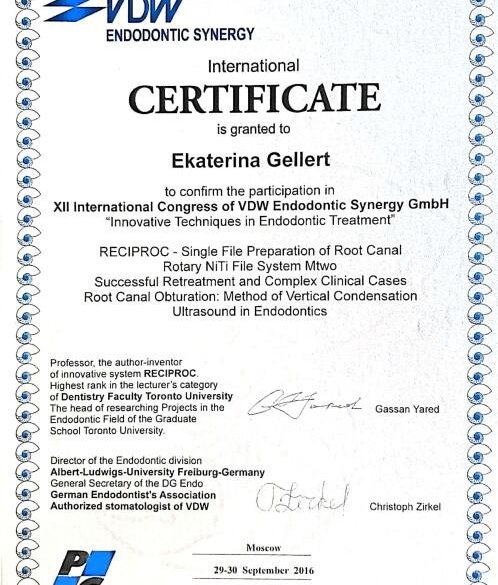 VDW
ENDODONTIC SYNERGY
International
CERTIFICATE
is granted to
Ekaterina Gellert
to confirm the participation in
XII International Congress of VDW Endodontic Synergy GmbH
"Innovative Techniques in Endodontic Treatment"
RECIPROC - Single File Preparation of Root Canal
Rotary NiTi File System Mtwo
Successful Retreatment and Complex Clinical Cases
Root Canal Obturation: Method of Vertical Condensation
Ultrasound in Endodontics
Professor, the author-inventor
of innovative system RECIPROC.
Highest rank in the lecturer's category
of Dentistry Faculty Toronto University
The head of researching Projects in the
Endodontic Field of the Graduate
School Toronto University.
Gassan Yared
Director of the Endodontic division
Albert-Ludwigs-University Freiburg-Germany
General Secretary of the DG Endo
German Endodontist's Association
Authorized stomatologist of VDW
Christoph Zirkel
Moscow
29-30 September 2016